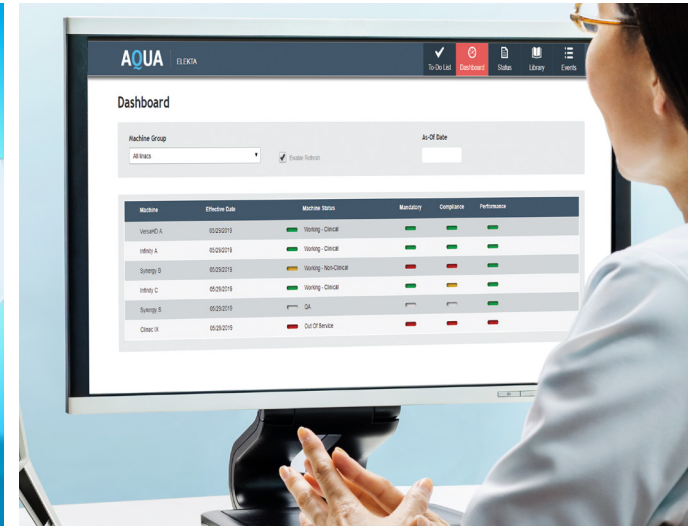 AQUA ELEKTA
To-Do List Dashboard Status Library Events
Dashboard
Machine Group As-Of Date
All linacs Enable Refresh
Machine Effective Date Machine Status Mandatory Compliance Performance
VersaHD A 05/29/2019 Working - Clinical
Infinity A 05/29/2019 Working - Clinical
Synergy B 05/29/2019 Working - Non-Clinical
Infinity C 05/29/2019 Working - Clinical
Synergy S 05/29/2019 QA
Clinac IX 05/29/2019 Out Of Service